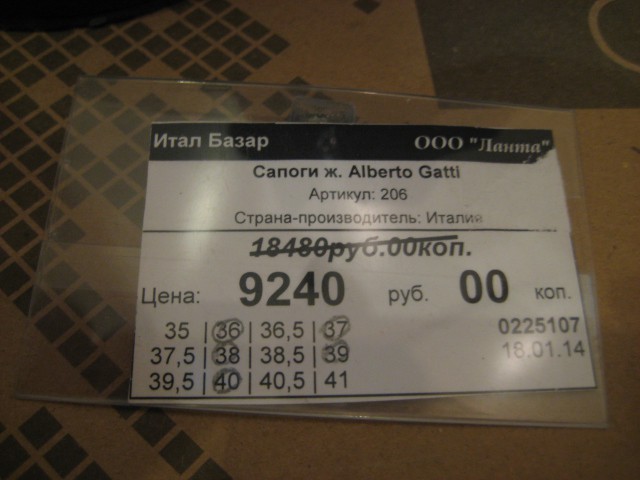 Итал Базар ООО "Ланта"
Сапоги ж. Alberto Gatti
Артикул: 206
Страна-производитель: Италия
18480руб.00коп.
Цена: 9240 руб. 00 коп.
35 | 36 | 36,5 | 37 0225107
37,5 | 38 | 38,5 | 39 18.01.14
39,5 | 40 | 40,5 | 41